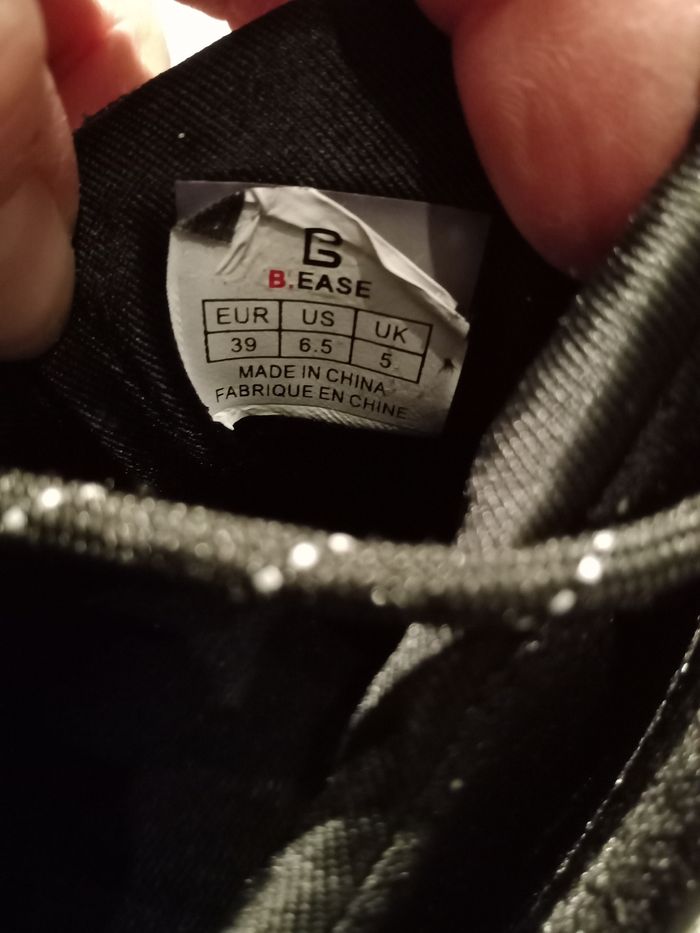 B
B.EASE
EUR US UK
39 6.5 5
MADE IN CHINA
FABRIQUE EN CHINE